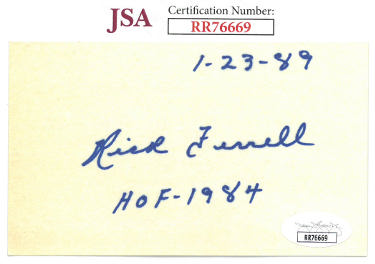 JSA Certification Number:
RR76669
1-23-89
Rick Ferrell
HOF-1984
RR76669